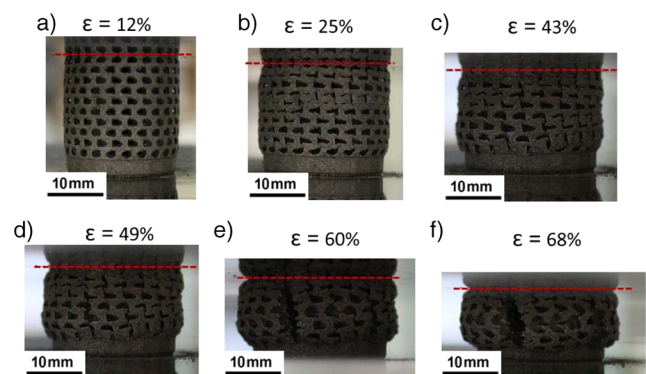 a) ε = 12%
b) ε = 25%
c) ε = 43%
10mm
10mm
10mm
d) ε = 49%
e) ε = 60%
f) ε = 68%
10mm
10mm
10mm